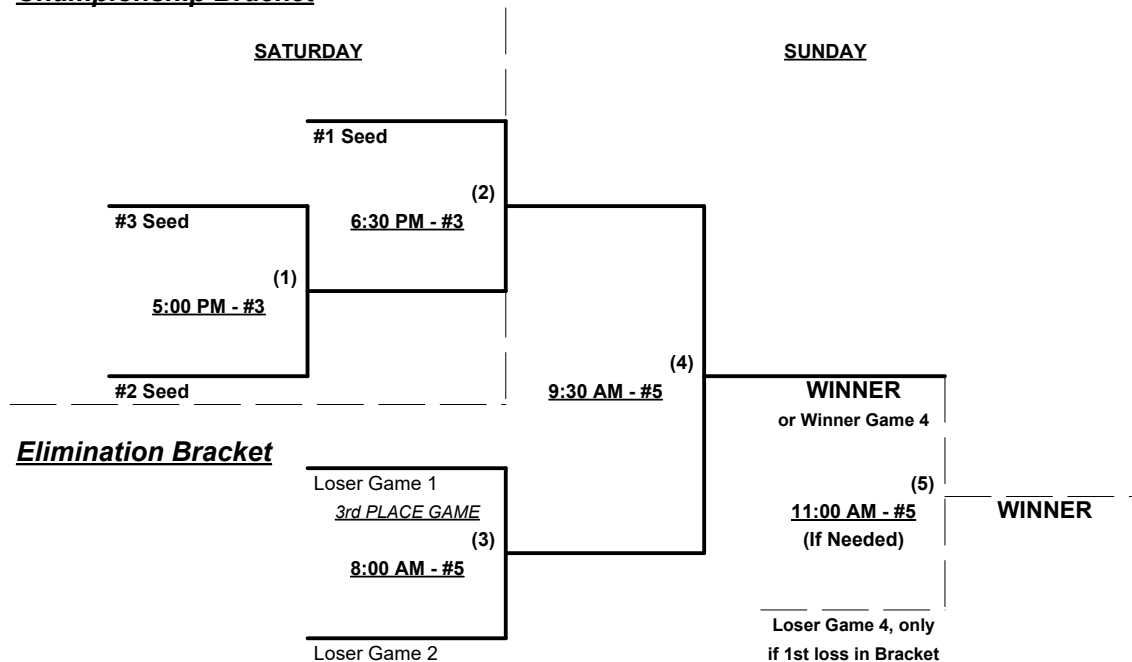 Championship Bracket
SATURDAY
SUNDAY
#1 Seed
(2)
#3 Seed
6:30 PM - #3
(1)
5:00 PM - #3
(4)
#2 Seed
9:30 AM - #5
WINNER
or Winner Game 4
Elimination Bracket
Loser Game 1
(5)
3rd PLACE GAME
11:00 AM - #5
WINNER
(3)
(If Needed)
8:00 AM - #5
Loser Game 4, only
Loser Game 2
if 1st loss in Bracket